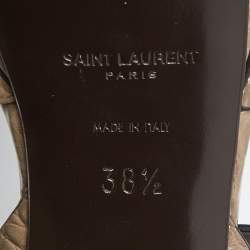 SAINT LAURENT
PARIS
MADE IN ITALY
38½